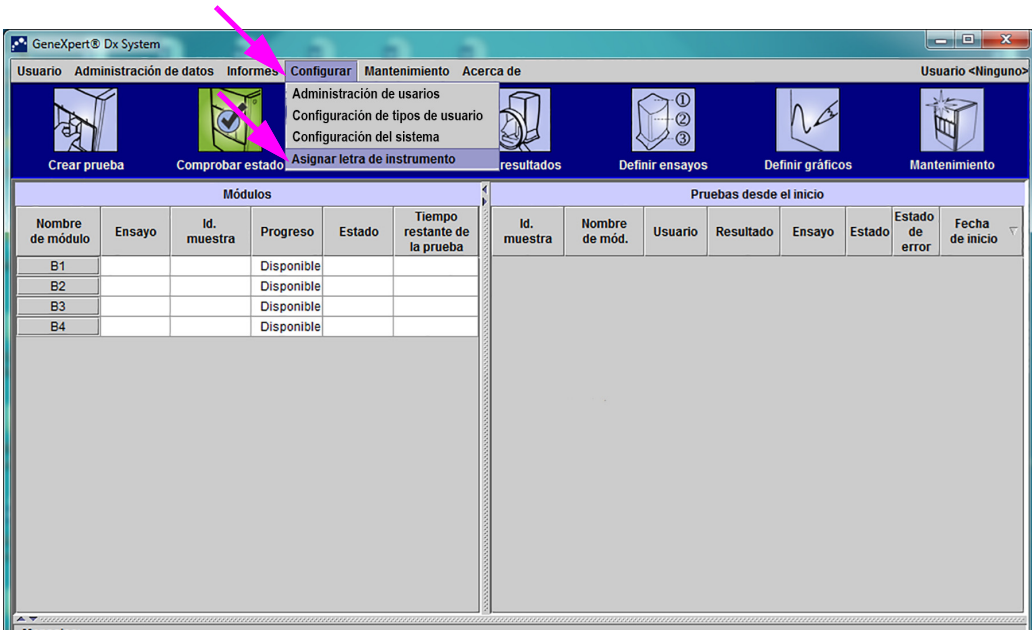 GeneXpert® Dx System
Usuario Administración de datos Informes Configurar Mantenimiento Acerca de Usuario <Ninguno>
Administración de usarios
Configuración de tipos de usuario
Configuración del sistema
Asignar letra de instrumento
Crear prueba Comprobar estado resultados Definir ensayos Definir gráficos Mantenimiento
Módulos
Nombre de módulo Ensayo Id. muestra Progreso Estado Tiempo restante de la prueba
B1 Disponible
B2 Disponible
B3 Disponible
B4 Disponible
Pruebas desde el inicio
Id. muestra Nombre de mód. Usuario Resultado Ensayo Estado Estado de error Fecha de inicio